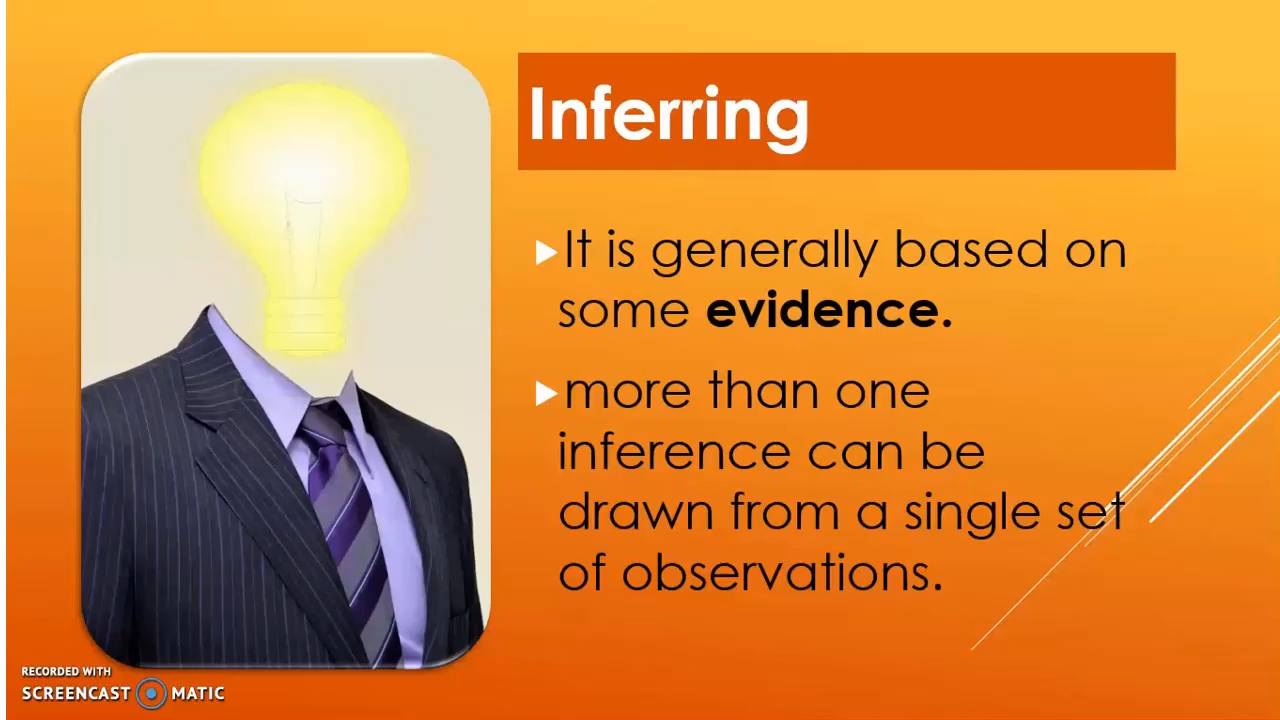 Inferring
It is generally based on
some evidence.
more than one
inference can be
drawn from a single set
of observations.
RECORDED WITH
SCREENCAST MATIC